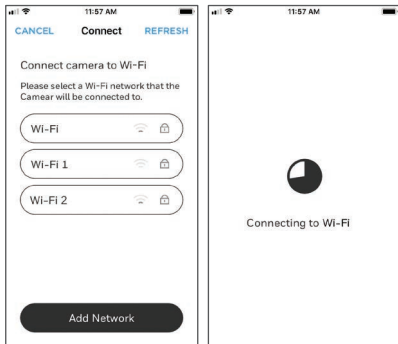 11:57 AM
CANCEL Connect REFRESH
Connect camera to Wi-Fi
Please select a Wi-Fi network that the
Camear will be connected to.
Wi-Fi
Wi-Fi 1
Wi-Fi 2
Add Network
11:57 AM
Connecting to Wi-Fi